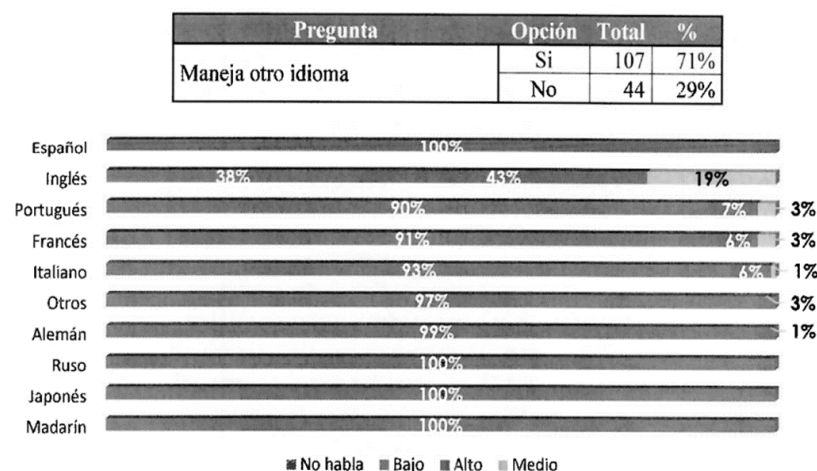 Pregunta Opción Total %
Maneja otro idioma
Si 107 71%
No 44 29%
Español 100%
Inglés 38% 43% 19%
Portugués 90% 7% 3%
Francés 91% 6% 3%
Italiano 93% 6% 1%
Otros 97% 3%
Alemán 99% 1%
Ruso 100%
Japonés 100%
Madarín 100%
No habla Bajo Alto Medio